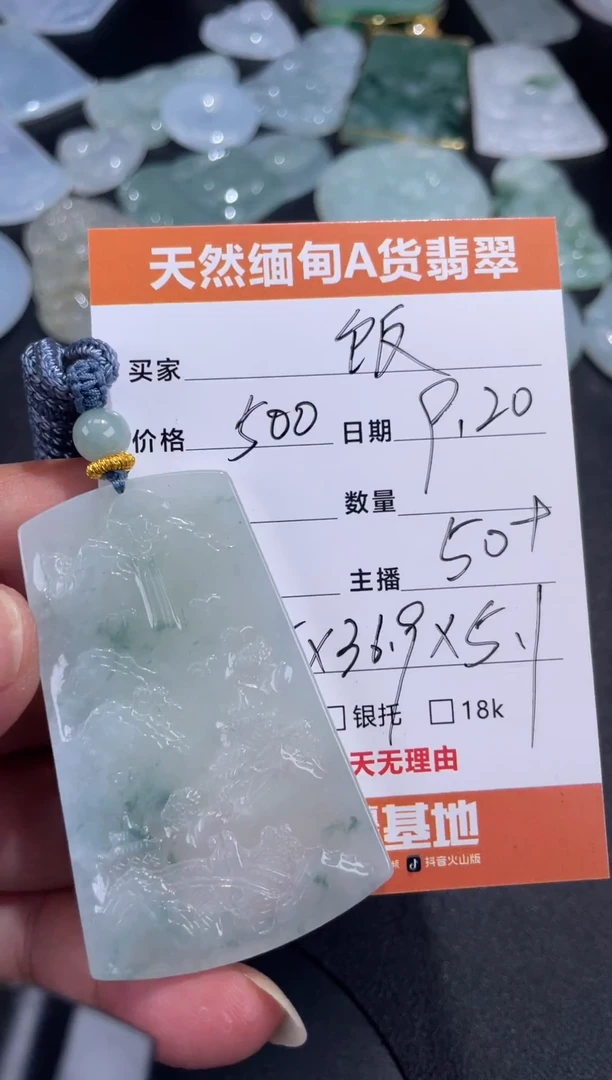 天然缅甸A货翡翠
买家 饭
价格 500 日期 9.20
数量
主播 50+
x36.9x5.1
银托 □18k
天无理由
基地
抖音火山版